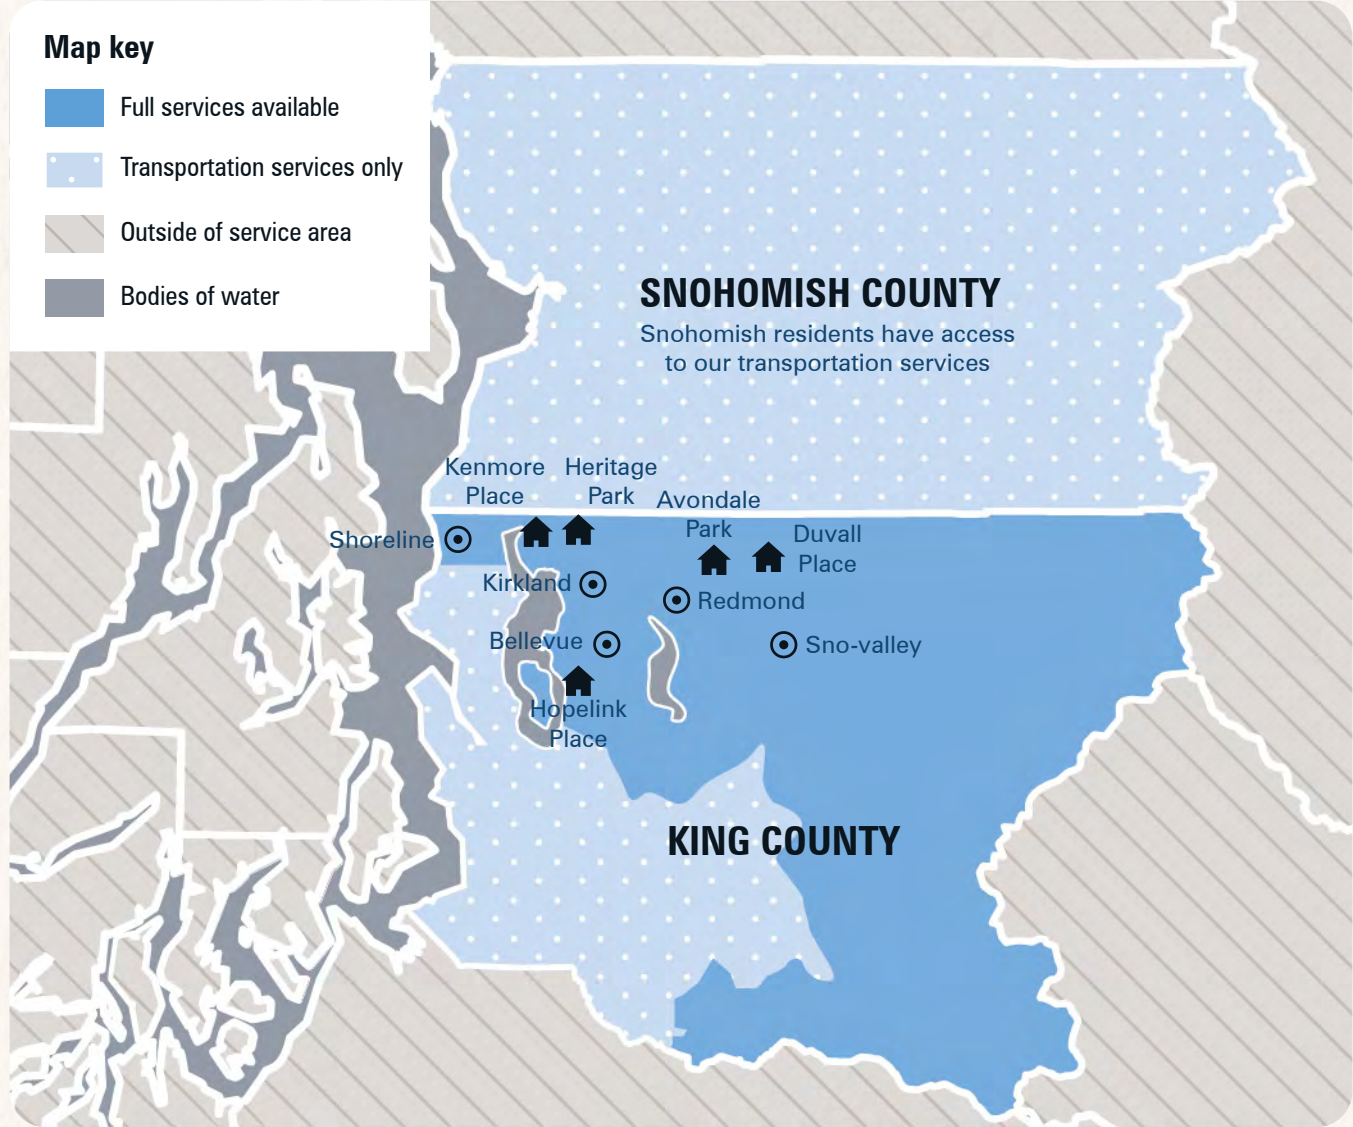 Map key
Full services available
Transportation services only
Outside of service area
Bodies of water
SNOHOMISH COUNTY
Snohomish residents have access
to our transportation services
Kenmore
Place
Heritage
Park
Avondale
Park
Duvall
Place
Shoreline
Kirkland
Redmond
Bellevue
Sno-valley
Hopelink
Place
KING COUNTY